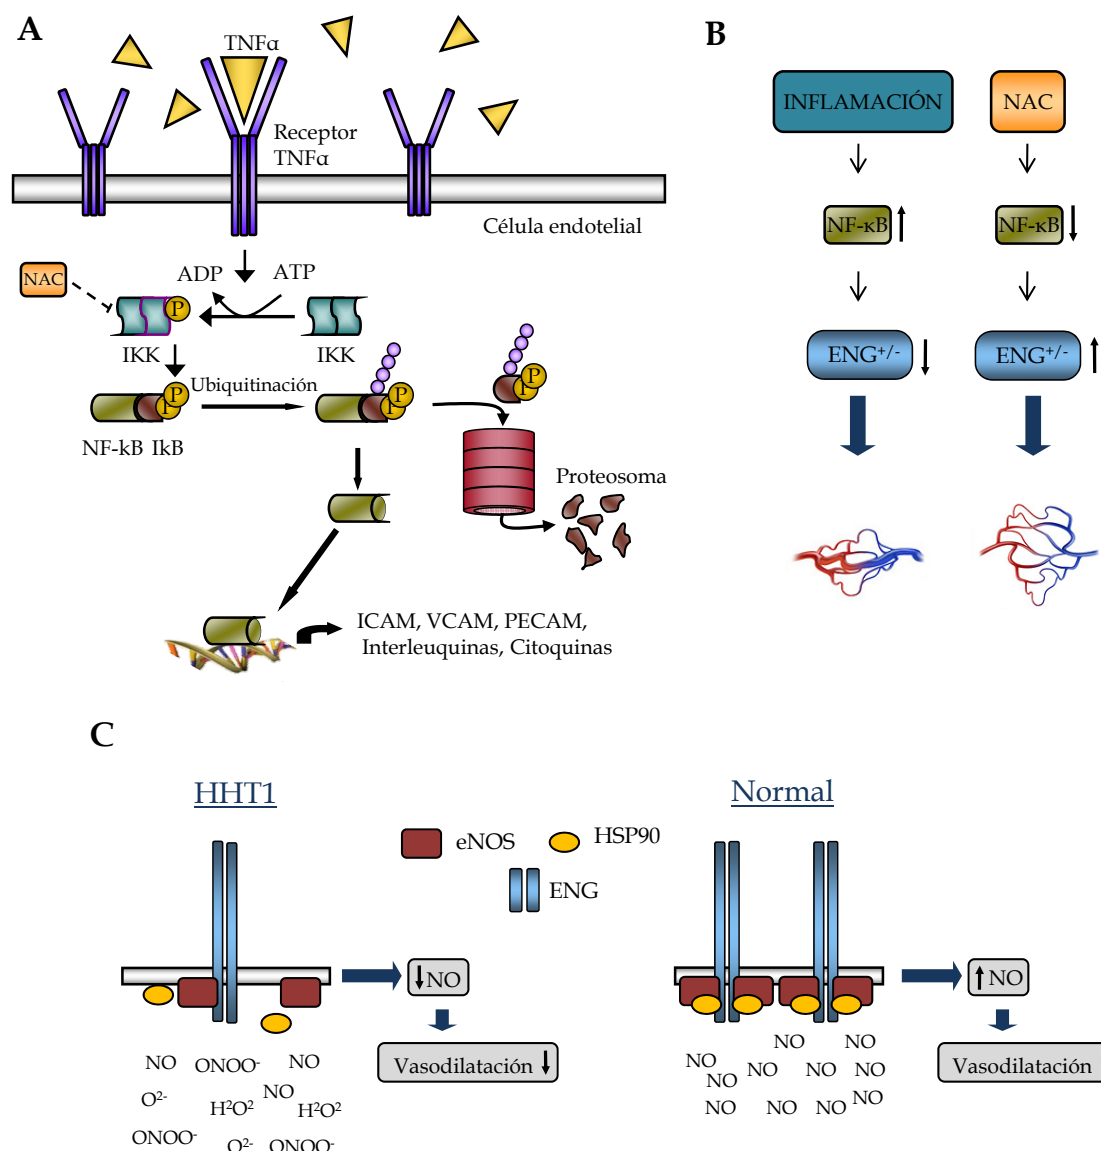 A
TNFα
Receptor
TNFα
Célula endotelial
NAC
ADP
ATP
P
IKK
IKK
Ubiquitinación
P
P
P
P
P
P
NF-kB IkB
Proteosoma
ICAM, VCAM, PECAM,
Interleuquinas, Citoquinas
B
INFLAMACIÓN
NAC
NF-κB
NF-κB
ENG+/-
ENG+/-
C
HHT1
Normal
eNOS
HSP90
ENG
NO
Vasodilatación
NO
ONOO-
NO
O2-
H2O2
NO
H2O2
ONOO-
O2-
ONOO-
NO
Vasodilatación
NO
NO
NO
NO
NO
NO
NO
NO
NO
NO
NO